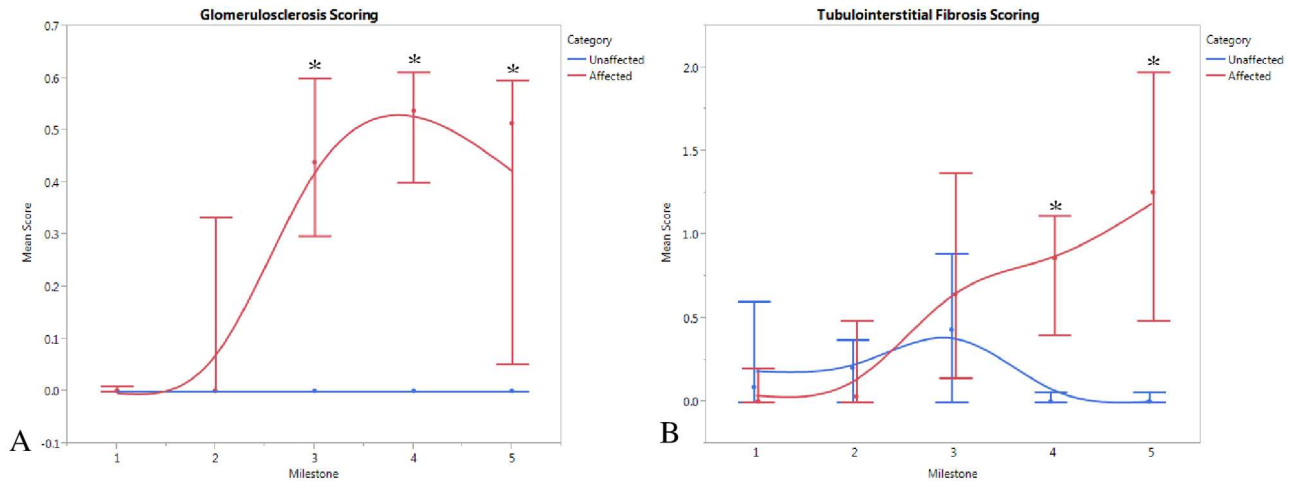 Glomerulosclerosis Scoring
0.7
0.6
0.5
0.4
0.3
0.2
0.1
0.0
-0.1
Mean Score
1 2 3 4 5
Milestone
* * *
Category
Unaffected
Affected
A
Tubulointerstitial Fibrosis Scoring
2.0
1.5
1.0
0.5
0.0
Mean Score
1 2 3 4 5
Milestone
* *
Category
Unaffected
Affected
B